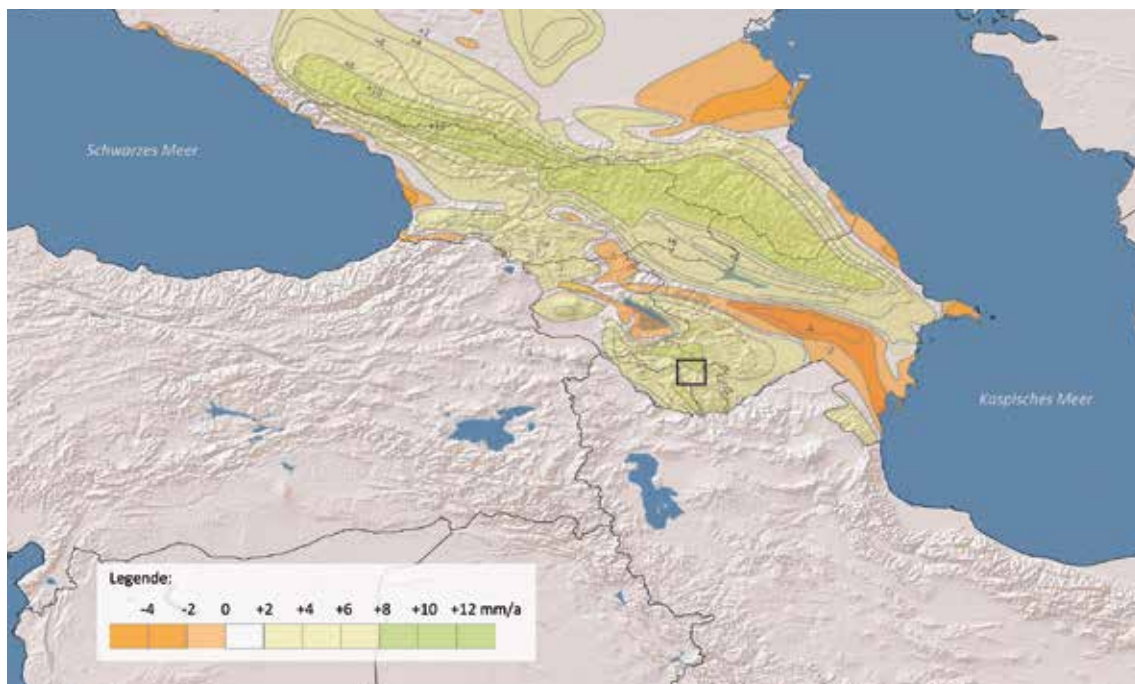 Schwarzes Meer
Kaspisches Meer
Legende:
-4 -2 0 +2 +4 +6 +8 +10 +12 mm/a